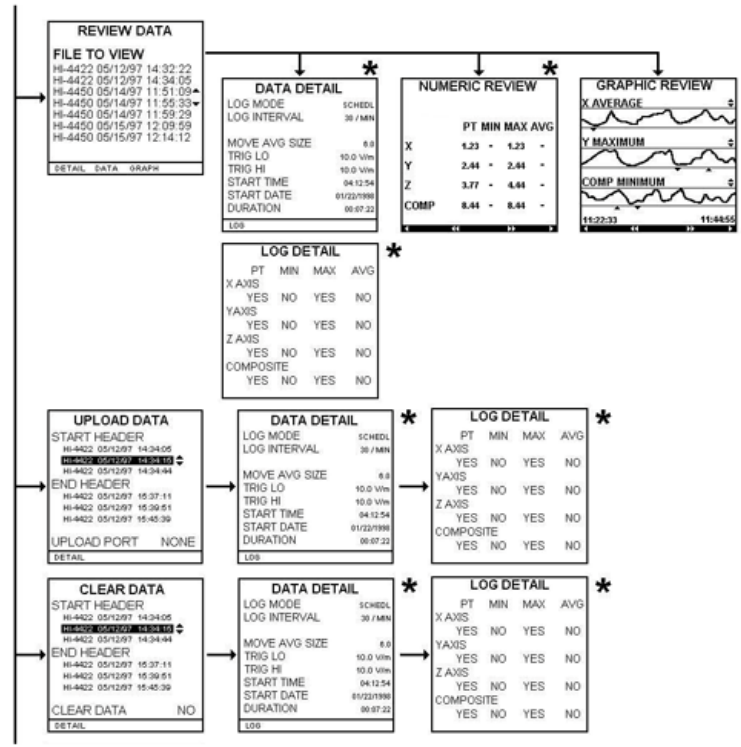 REVIEW DATA
FILE TO VIEW
HI-4422 05/12/97 14:32:22
HI-4422 05/12/97 14:34:05
HI-4450 05/14/97 11:51:09
HI-4450 05/14/97 11:55:33
HI-4450 05/14/97 11:59:29
HI-4450 05/15/97 12:09:59
HI-4450 05/15/97 12:14:12
DETAIL DATA GRAPH
*
DATA DETAIL
LOG MODE SCHEDL
LOG INTERVAL 30 / MIN
MOVE AVG SIZE 6.0
TRIG LO 10.0 V/m
TRIG HI 10.0 V/m
START TIME 04:12:54
START DATE 01/22/1998
DURATION 00:07:22
LOG
*
NUMERIC REVIEW
PT MIN MAX AVG
X 1.23 - 1.23 -
Y 2.44 - 2.44 -
Z 3.77 - 4.44 -
COMP 8.44 - 8.44 -
GRAPHIC REVIEW
X AVERAGE
Y MAXIMUM
COMP MINIMUM
11:22:33 11:44:55
*
LOG DETAIL
PT MIN MAX AVG
X AXIS
YES NO YES NO
YAXIS
YES NO YES NO
Z AXIS
YES NO YES NO
COMPOSITE
YES NO YES NO
UPLOAD DATA
START HEADER
HI-4422 05/12/97 14:34:05
HI-4422 05/12/97 14:34:16
HI-4422 05/12/97 14:34:44
END HEADER
HI-4422 05/12/97 15:37:11
HI-4422 05/12/97 15:39:51
HI-4422 05/12/97 15:45:39
UPLOAD PORT NONE
DETAIL
*
DATA DETAIL
LOG MODE SCHEDL
LOG INTERVAL 30 / MIN
MOVE AVG SIZE 6.0
TRIG LO 10.0 V/m
TRIG HI 10.0 V/m
START TIME 04:12:54
START DATE 01/22/1998
DURATION 00:07:22
LOG
*
LOG DETAIL
PT MIN MAX AVG
X AXIS
YES NO YES NO
YAXIS
YES NO YES NO
Z AXIS
YES NO YES NO
COMPOSITE
YES NO YES NO
CLEAR DATA
START HEADER
HI-4422 05/12/97 14:34:05
HI-4422 05/12/97 14:34:16
HI-4422 05/12/97 14:34:44
END HEADER
HI-4422 05/12/97 15:37:11
HI-4422 05/12/97 15:39:51
HI-4422 05/12/97 15:45:39
CLEAR DATA NO
DETAIL
*
DATA DETAIL
LOG MODE SCHEDL
LOG INTERVAL 30 / MIN
MOVE AVG SIZE 6.0
TRIG LO 10.0 V/m
TRIG HI 10.0 V/m
START TIME 04:12:54
START DATE 01/22/1998
DURATION 00:07:22
LOG
*
LOG DETAIL
PT MIN MAX AVG
X AXIS
YES NO YES NO
YAXIS
YES NO YES NO
Z AXIS
YES NO YES NO
COMPOSITE
YES NO YES NO